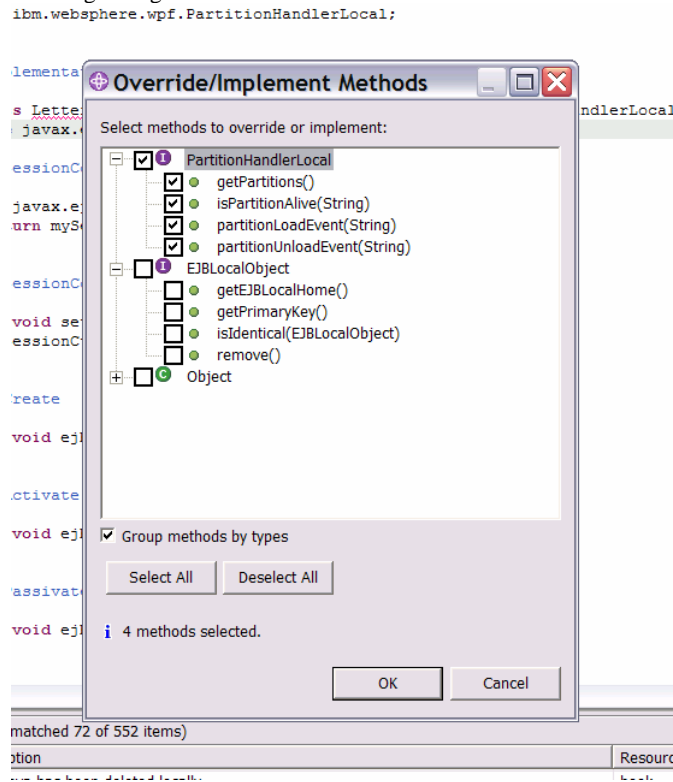 ibm.websphere.wpf.PartitionHandlerLocal;
Override/Implement Methods
s Lette
ndlerLocal
Select methods to override or implement:
javax.
PartitionHandlerLocal
getPartitions()
essionC
isPartitionAlive(String)
javax.e
partitionLoadEvent(String)
urn myS
partitionUnloadEvent(String)
EJBLocalObject
essionC
getEJBLocalHome()
getPrimaryKey()
void se
isIdentical(EJBLocalObject)
essionC
remove()
Object
reate
void ej
ctivate
void ej
Group methods by types
Select All Deselect All
assivat
void ej
4 methods selected.
OK Cancel
matched 72 of 552 items)
ption Resourc